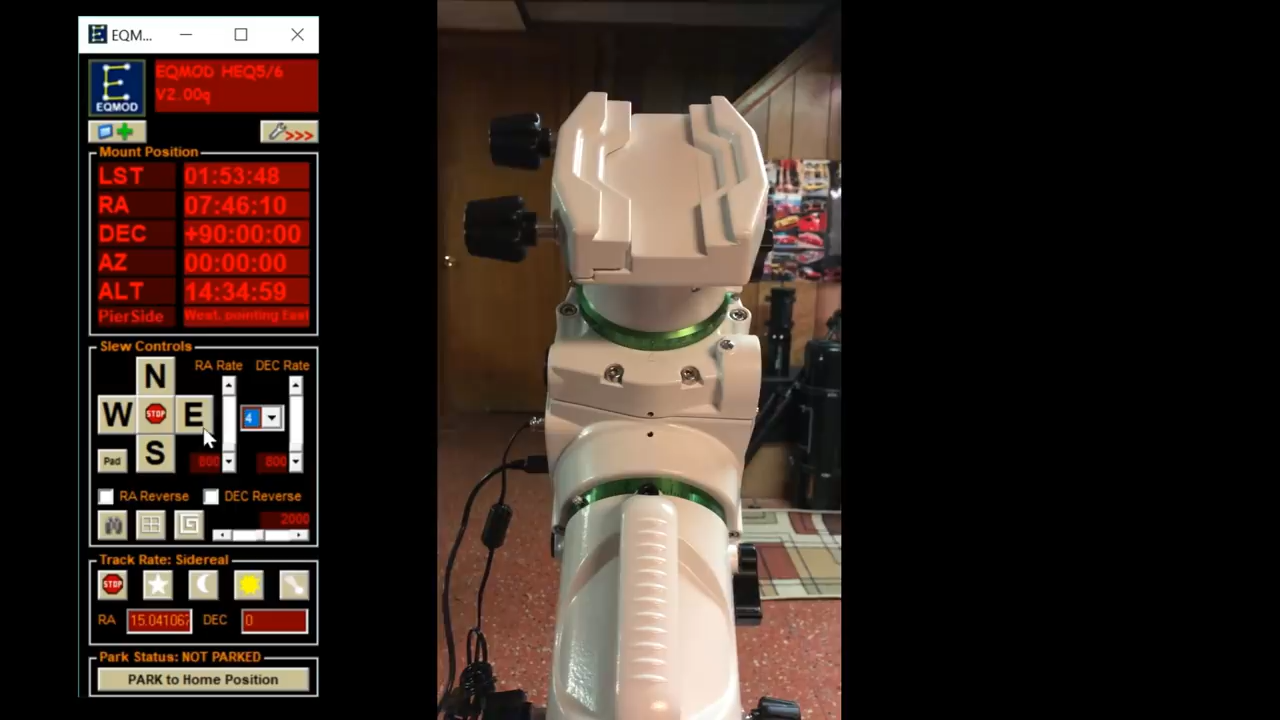 EQM...
EQMOD HEQ5/6
V2.00q
EQMOD
>>>
Mount Position
LST 01:53:48
RA 07:46:10
DEC +90:00:00
AZ 00:00:00
ALT 14:34:59
PierSide West, pointing East
Slew Controls
RA Rate DEC Rate
N
W STOP E 4
S
Pad 800 800
RA Reverse DEC Reverse
2000
Track Rate: Sidereal
STOP
RA 15.041067 DEC 0
Park Status: NOT PARKED
PARK to Home Position